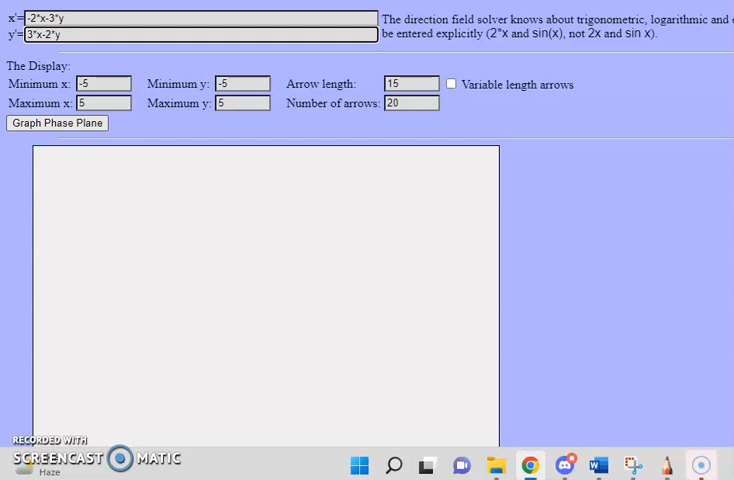 x'= -2*x-3*y The direction field solver knows about trigonometric, logarithmic and
y'= 3*x-2*y be entered explicitly (2*x and sin(x), not 2x and sin x).
The Display:
Minimum x: -5 Minimum y: -5 Arrow length: 15 Variable length arrows
Maximum x: 5 Maximum y: 5 Number of arrows: 20
Graph Phase Plane
RECORDED WITH
SCREENCAST MATIC
Haze